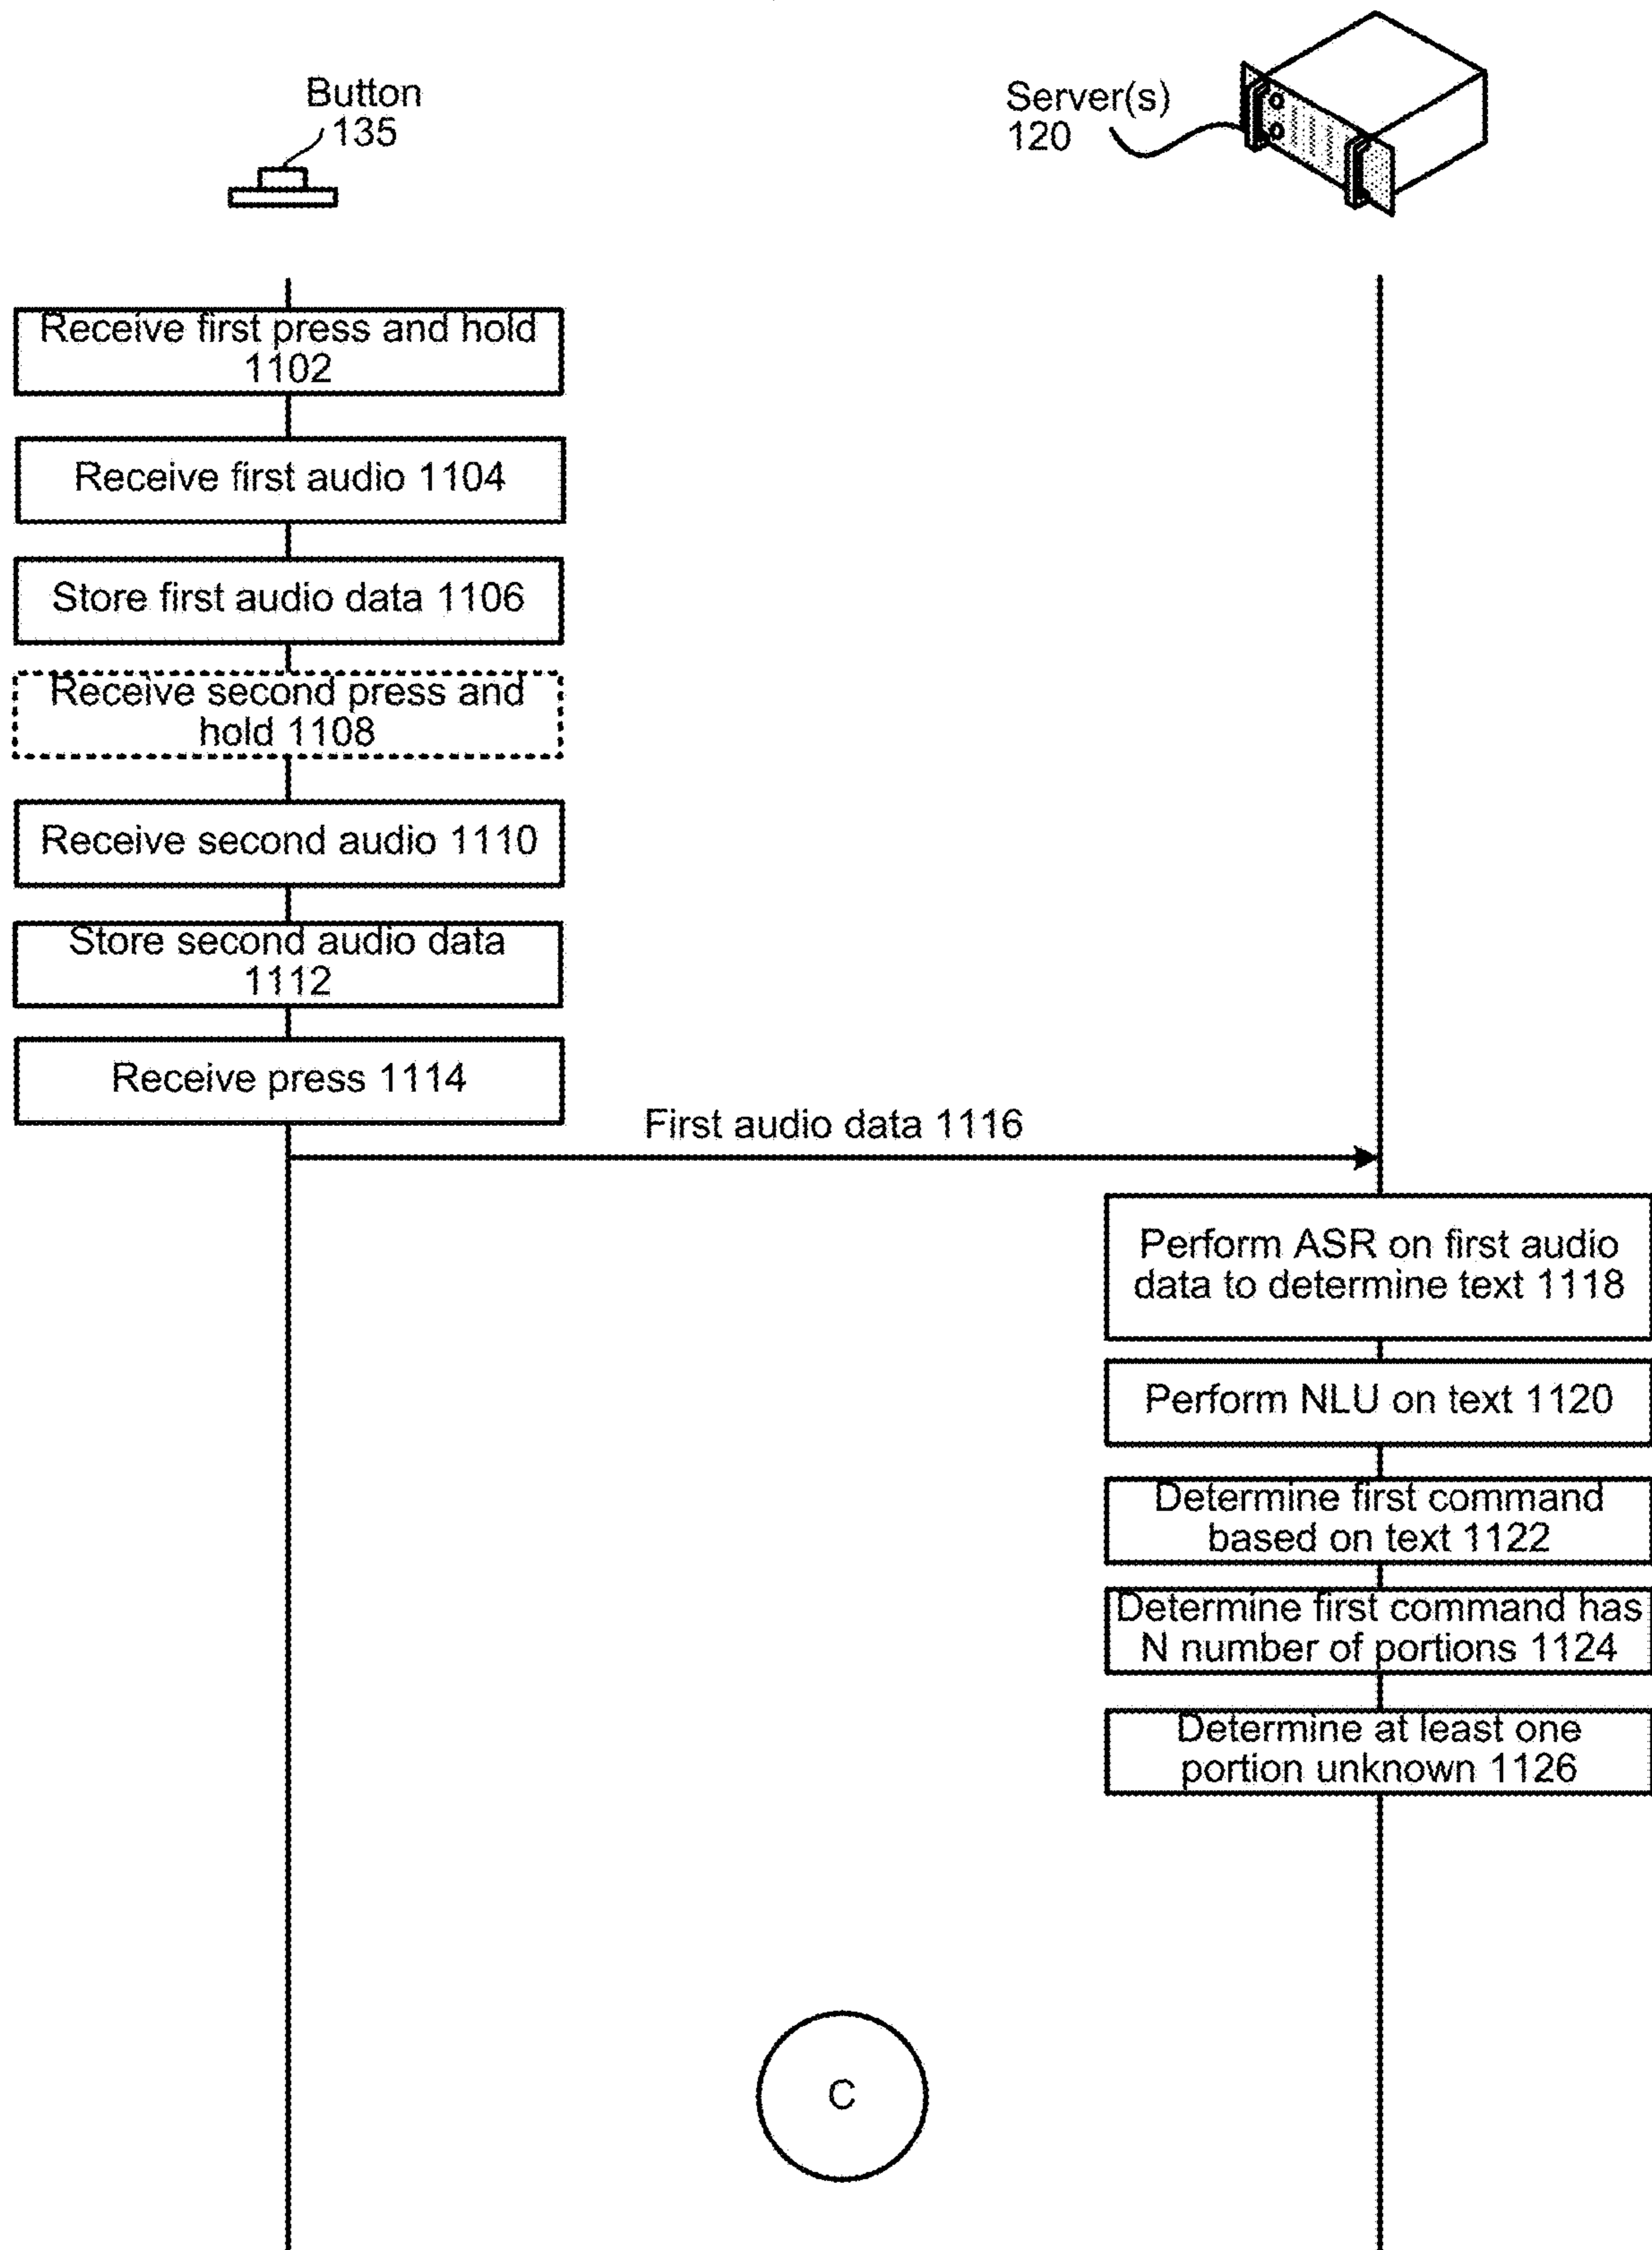 Button
135
Server(s)
120
Receive first press and hold
1102
Receive first audio 1104
Store first audio data 1106
Receive second press and
hold 1108
Receive second audio 1110
Store second audio data
1112
Receive press 1114
First audio data 1116
Perform ASR on first audio
data to determine text 1118
Perform NLU on text 1120
Determine first command
based on text 1122
Determine first command has
N number of portions 1124
Determine at least one
portion unknown 1126
C